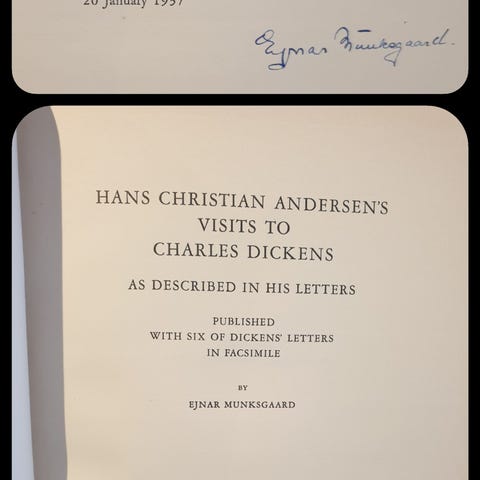 20 January 1937
Ejnar Munksgaard.
HANS CHRISTIAN ANDERSEN'S
VISITS TO
CHARLES DICKENS
AS DESCRIBED IN HIS LETTERS
PUBLISHED
WITH SIX OF DICKENS' LETTERS
IN FACSIMILE
BY
EJNAR MUNKSGAARD